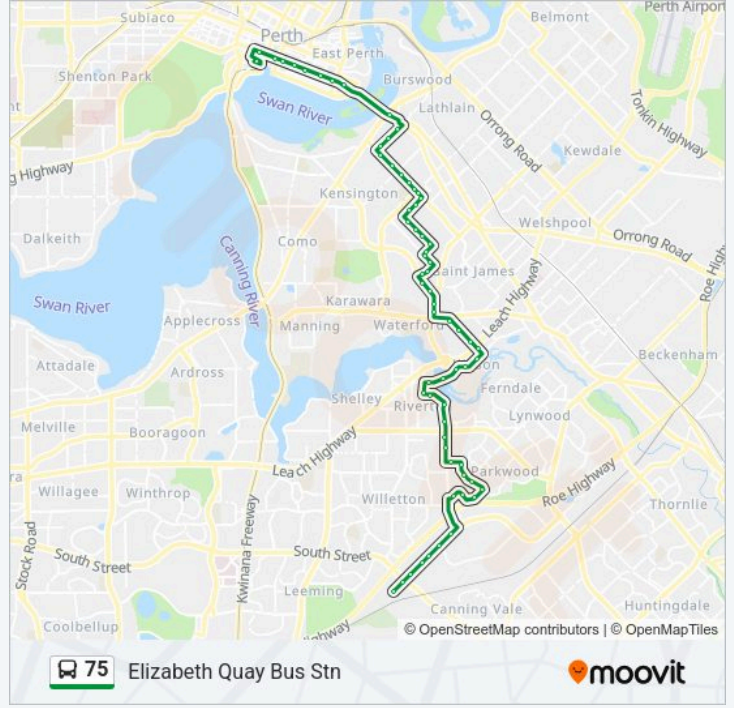 Subiaco
Perth
Belmont
Perth Airport
East Perth
Shenton Park
Burswood
Swan River
Lathlain
Tonkin Highway
Orrong Road
Kewdale
Highway
Kensington
Welshpool
Dalkeith
Como
Orrong Road
Canning River
Saint James
Leach Highway
Swan River
Karawara
Applecross
Manning
Waterford
Beckenham
Attadale
Ardross
Ferndale
Shelley
Lynwood
Melville
Booragoon
Leach Highway
Parkwood
Roe Highway
Willagee
Winthrop
Willetton
Thornlie
Stock Road
Kwinana Freeway
South Street
South Street
Leeming
Canning Vale
Huntingdale
Coolbellup
© OpenStreetMap contributors | © OpenMapTiles
75 Elizabeth Quay Bus Stn
moovit